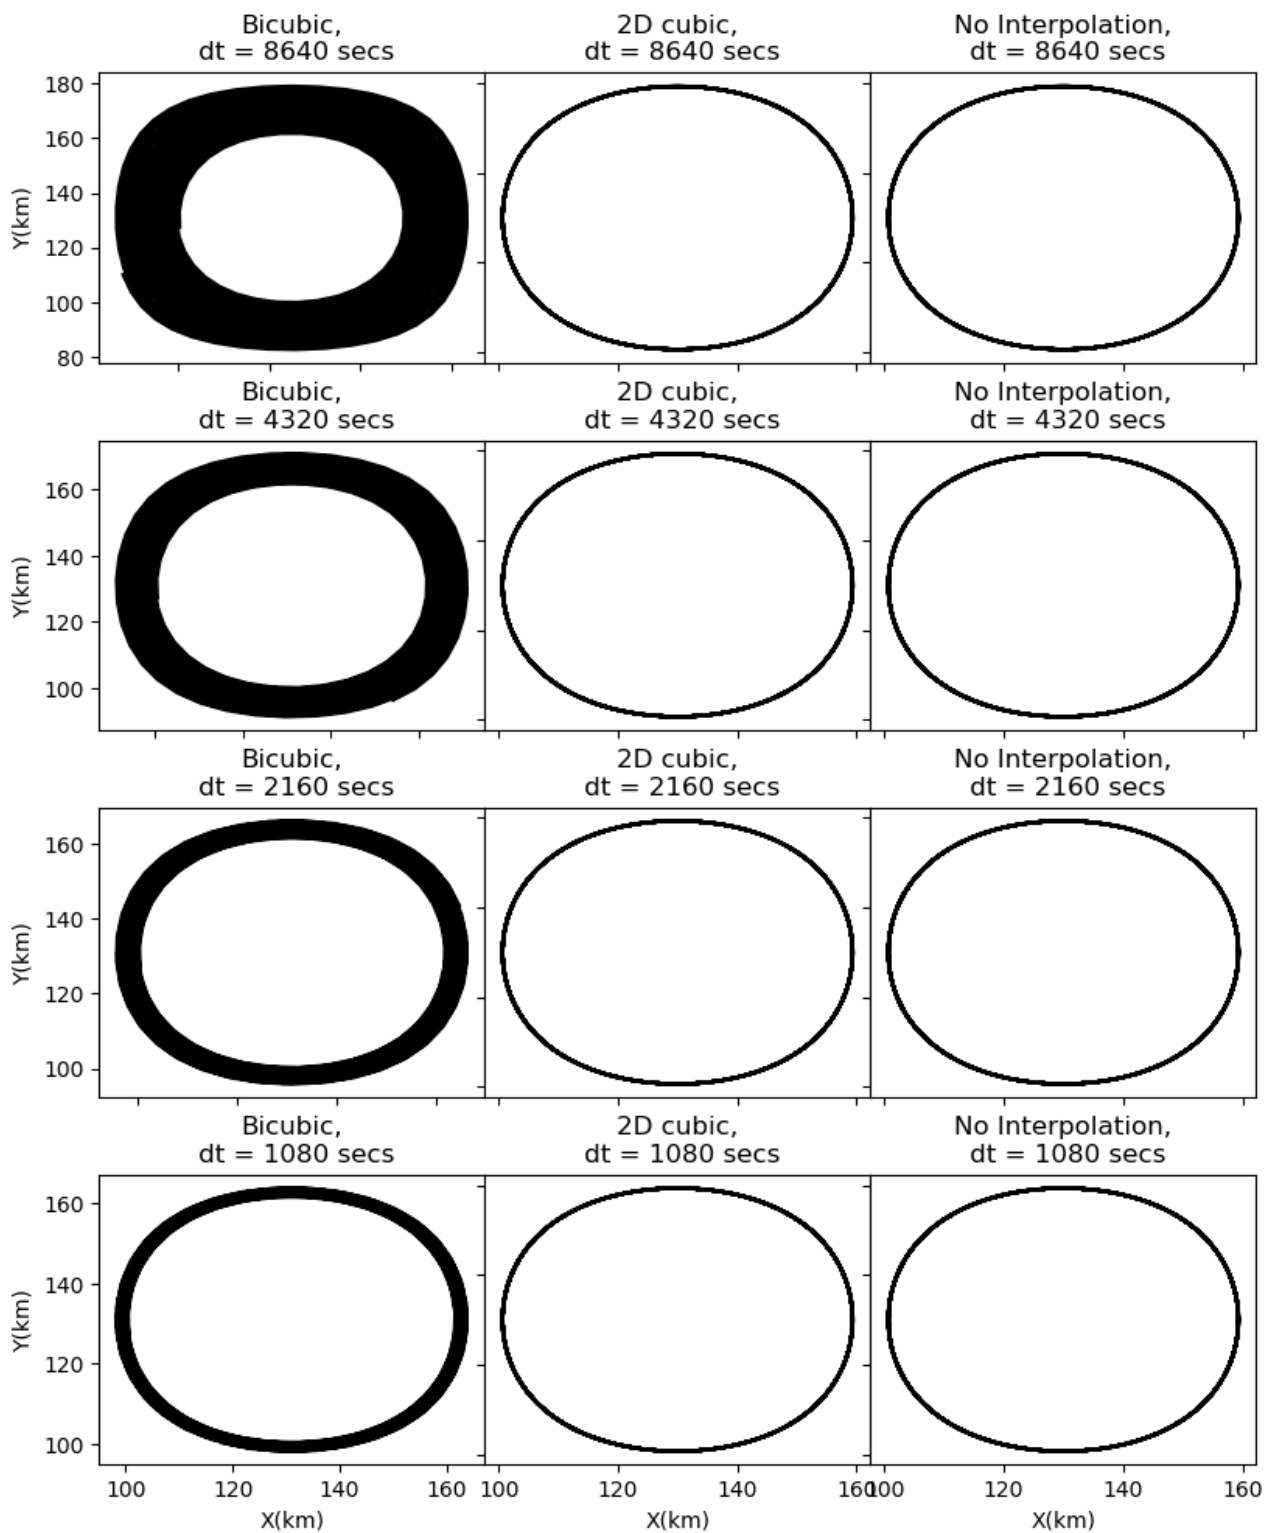 Bicubic,
dt = 8640 secs
2D cubic,
dt = 8640 secs
No Interpolation,
dt = 8640 secs
180
160
140
120
100
80
Y(km)
Bicubic,
dt = 4320 secs
2D cubic,
dt = 4320 secs
No Interpolation,
dt = 4320 secs
160
140
120
100
Y(km)
Bicubic,
dt = 2160 secs
2D cubic,
dt = 2160 secs
No Interpolation,
dt = 2160 secs
160
140
120
100
Y(km)
Bicubic,
dt = 1080 secs
2D cubic,
dt = 1080 secs
No Interpolation,
dt = 1080 secs
160
140
120
100
Y(km)
100 120 140 160
100 120 140 160
100 120 140 160
X(km)
X(km)
X(km)